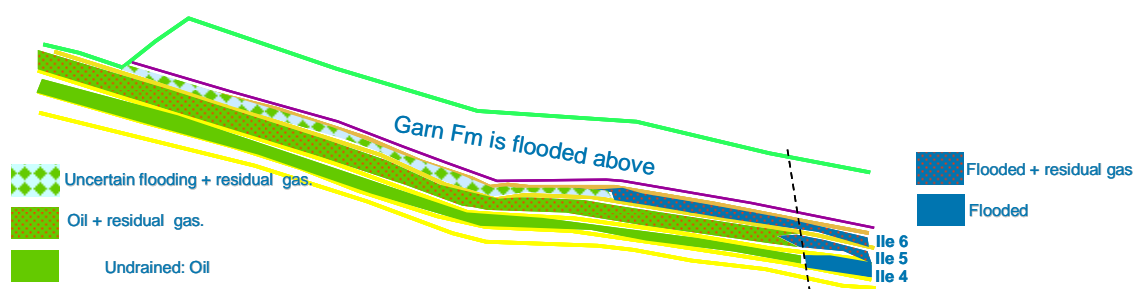 Garn Fm is flooded above
Uncertain flooding + residual gas.
Oil + residual gas.
Undrained: Oil
Flooded + residual gas
Flooded
Ile 6
Ile 5
Ile 4